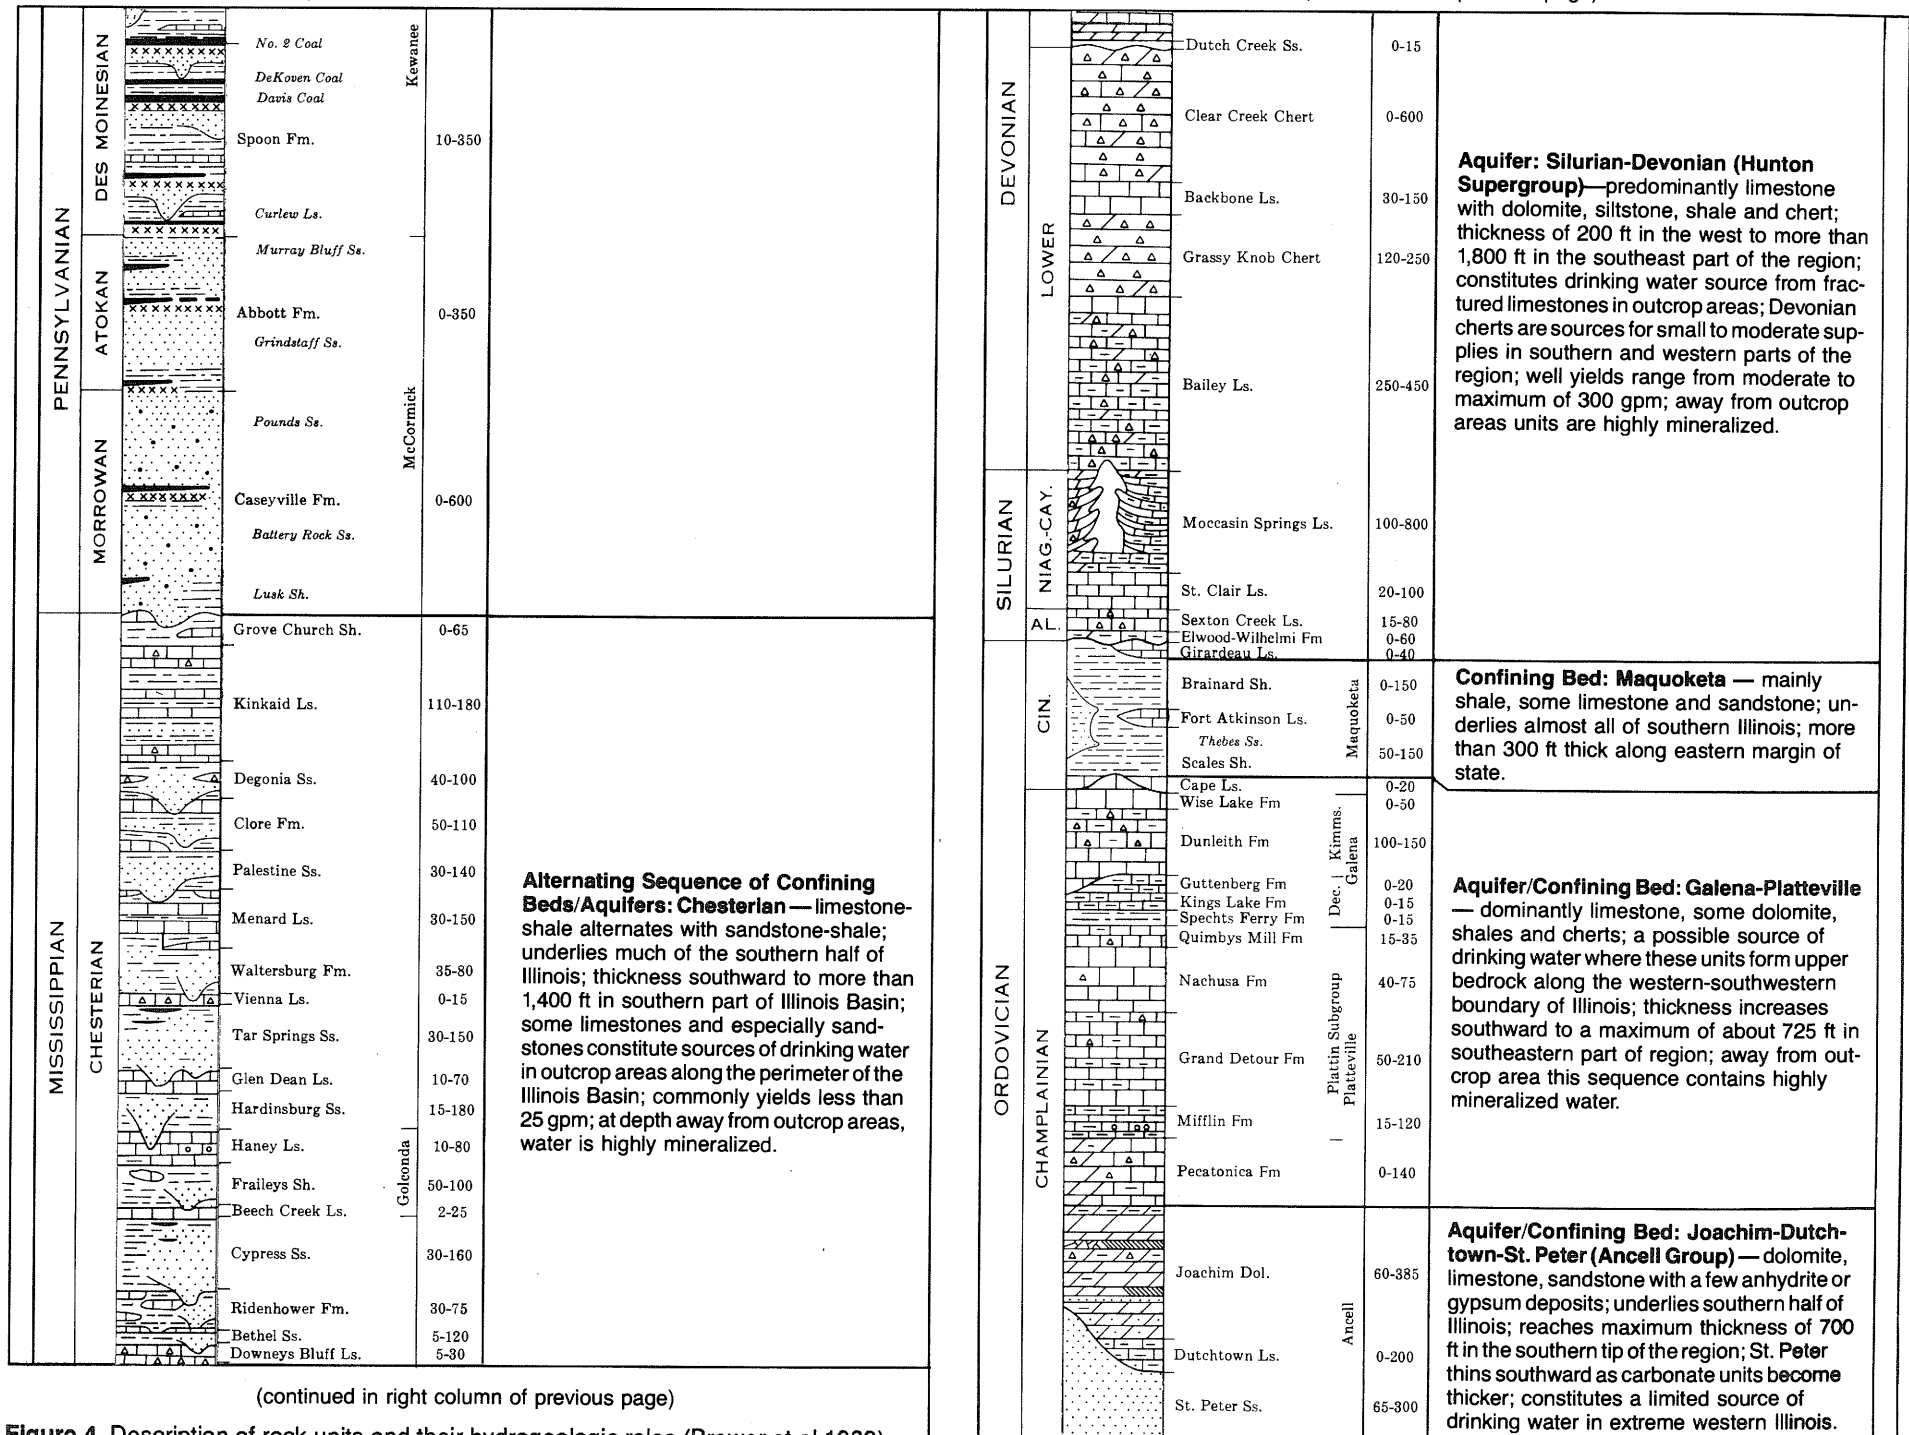 PENNSYLVANIAN
DES MOINESIAN
ATOKAN
MORROWAN
Kewanee
McCormick
No. 2 Coal
DeKoven Coal
Davis Coal
Spoon Fm. 10-350
Curlew Ls.
Murray Bluff Ss.
Abbott Fm. 0-350
Grindstaff Ss.
Pounds Ss.
Caseyville Fm. 0-600
Battery Rock Ss.
Lusk Sh.
MISSISSIPPIAN
CHESTERIAN
Grove Church Sh. 0-65
Kinkaid Ls. 110-180
Degonia Ss. 40-100
Clore Fm. 50-110
Palestine Ss. 30-140
Menard Ls. 30-150
Waltersburg Fm. 35-80
Vienna Ls. 0-15
Tar Springs Ss. 30-150
Glen Dean Ls. 10-70
Hardinsburg Ss. 15-180
Haney Ls. 10-80
Golconda
Fraileys Sh. 50-100
Beech Creek Ls. 2-25
Cypress Ss. 30-160
Ridenhower Fm. 30-75
Bethel Ss. 5-120
Downeys Bluff Ls. 5-30
Alternating Sequence of Confining
Beds/Aquifers: Chesterian — limestone-
shale alternates with sandstone-shale;
underlies much of the southern half of
Illinois; thickness southward to more than
1,400 ft in southern part of Illinois Basin;
some limestones and especially sand-
stones constitute sources of drinking water
in outcrop areas along the perimeter of the
Illinois Basin; commonly yields less than
25 gpm; at depth away from outcrop areas,
water is highly mineralized.
(continued in right column of previous page)
Figure 4 Description of rock units and their hydrogeologic roles
DEVONIAN
LOWER
Dutch Creek Ss. 0-15
Clear Creek Chert 0-600
Backbone Ls. 30-150
Grassy Knob Chert 120-250
Bailey Ls. 250-450
SILURIAN
NIAG.-CAY.
AL.
Moccasin Springs Ls. 100-800
St. Clair Ls. 20-100
Sexton Creek Ls. 15-80
Elwood-Wilhelmi Fm 0-60
Girardeau Ls. 0-40
Aquifer: Silurian-Devonian (Hunton
Supergroup)—predominantly limestone
with dolomite, siltstone, shale and chert;
thickness of 200 ft in the west to more than
1,800 ft in the southeast part of the region;
constitutes drinking water source from frac-
tured limestones in outcrop areas; Devonian
cherts are sources for small to moderate sup-
plies in southern and western parts of the
region; well yields range from moderate to
maximum of 300 gpm; away from outcrop
areas units are highly mineralized.
ORDOVICIAN
CIN.
CHAMPLAINIAN
Maquoketa
Brainard Sh. 0-150
Fort Atkinson Ls. 0-50
Thebes Ss.
Scales Sh. 50-150
Confining Bed: Maquoketa — mainly
shale, some limestone and sandstone; un-
derlies almost all of southern Illinois; more
than 300 ft thick along eastern margin of
state.
Cape Ls. 0-20
Wise Lake Fm 0-50
Dunleith Fm 100-150
Kimms.
Galena
Dec.
Guttenberg Fm 0-20
Kings Lake Fm 0-15
Spechts Ferry Fm 0-15
Quimbys Mill Fm 15-35
Nachusa Fm 40-75
Plattin Subgroup
Platteville
Grand Detour Fm 50-210
Mifflin Fm 15-120
Pecatonica Fm 0-140
Aquifer/Confining Bed: Galena-Platteville
— dominantly limestone, some dolomite,
shales and cherts; a possible source of
drinking water where these units form upper
bedrock along the western-southwestern
boundary of Illinois; thickness increases
southward to a maximum of about 725 ft in
southeastern part of region; away from out-
crop area this sequence contains highly
mineralized water.
Joachim Dol. 60-385
Ancell
Dutchtown Ls. 0-200
St. Peter Ss. 65-300
Aquifer/Confining Bed: Joachim-Dutch-
town-St. Peter (Ancell Group) — dolomite,
limestone, sandstone with a few anhydrite or
gypsum deposits; underlies southern half of
Illinois; reaches maximum thickness of 700
ft in the southern tip of the region; St. Peter
thins southward as carbonate units become
thicker; constitutes a limited source of
drinking water in extreme western Illinois.